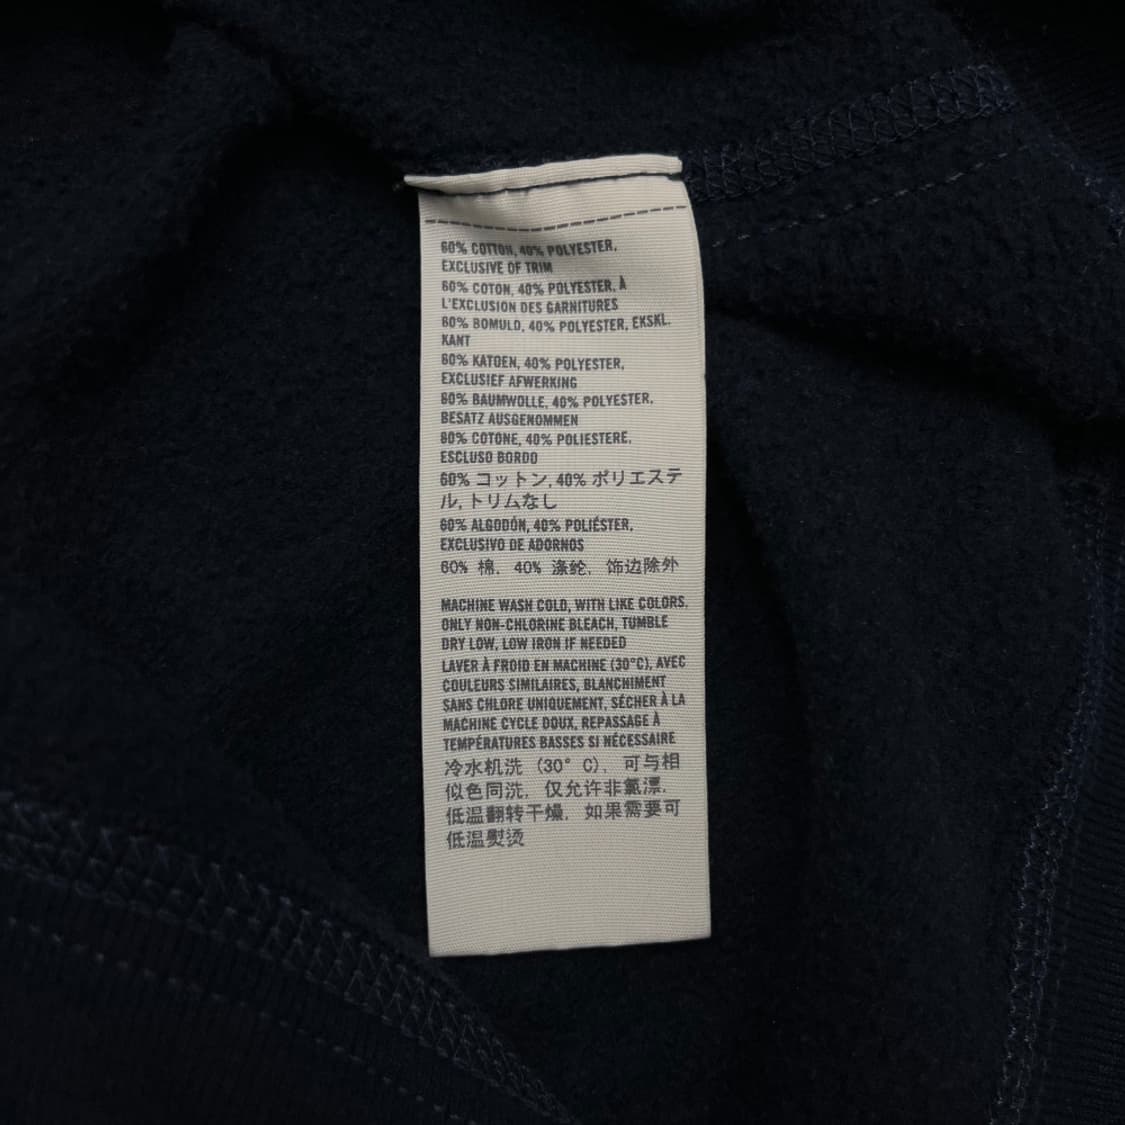 60% COTTON, 40% POLYESTER,
EXCLUSIVE OF TRIM
60% COTON, 40% POLYESTER, À
L'EXCLUSION DES GARNITURES
60% BOMULD, 40% POLYESTER, EKSKL.
KANT
60% KATOEN, 40% POLYESTER,
EXCLUSIEF AFWERKING
60% BAUMWOLLE, 40% POLYESTER,
BESATZ AUSGENOMMEN
60% COTONE, 40% POLIESTERE,
ESCLUSO BORDO
60% コットン, 40% ポリエステ
ル, トリムなし
60% ALGODÓN, 40% POLIÉSTER,
EXCLUSIVO DE ADORNOS
60% 棉, 40% 涤纶, 饰边除外
MACHINE WASH COLD, WITH LIKE COLORS,
ONLY NON-CHLORINE BLEACH, TUMBLE
DRY LOW, LOW IRON IF NEEDED
LAVER À FROID EN MACHINE (30°C), AVEC
COULEURS SIMILAIRES, BLANCHIMENT
SANS CHLORE UNIQUEMENT, SÉCHER À LA
MACHINE CYCLE DOUX, REPASSAGE À
TEMPÉRATURES BASSES SI NÉCESSAIRE
冷水机洗 (30° C), 可与相
似色同洗, 仅允许非氯漂,
低温翻转干燥, 如果需要可
低温熨烫